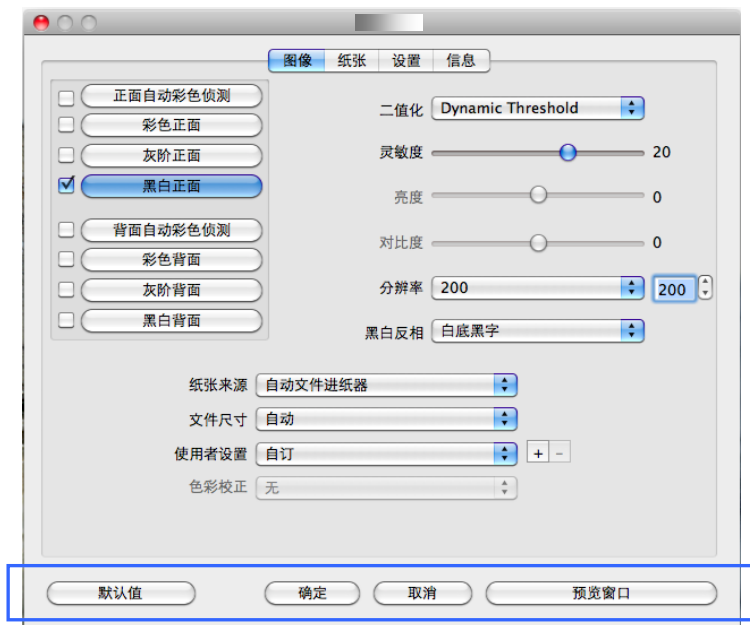 图像 纸张 设置 信息
正面自动彩色侦测
彩色正面
灰阶正面
黑白正面
背面自动彩色侦测
彩色背面
灰阶背面
黑白背面
二值化 Dynamic Threshold
灵敏度 20
亮度 0
对比度 0
分辨率 200 200
黑白反相 白底黑字
纸张来源 自动文件进纸器
文件尺寸 自动
使用者设置 自订 + -
色彩校正 无
默认值 确定 取消 预览窗口